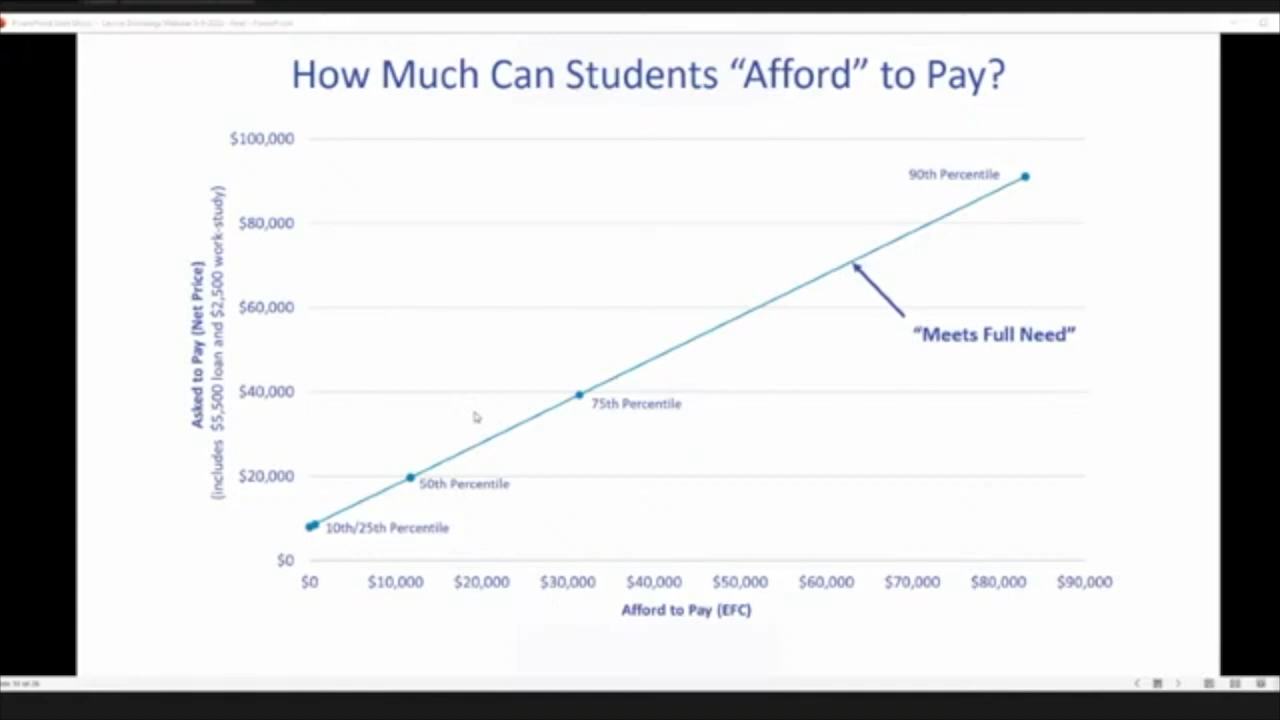 How Much Can Students “Afford” to Pay?
$100,000
$80,000
$60,000
$40,000
$20,000
$0
Asked to Pay (Net Price)
(includes $5,500 loan and $2,500 work-study)
90th Percentile
“Meets Full Need”
75th Percentile
50th Percentile
10th/25th Percentile
$0 $10,000 $20,000 $30,000 $40,000 $50,000 $60,000 $70,000 $80,000 $90,000
Afford to Pay (EFC)